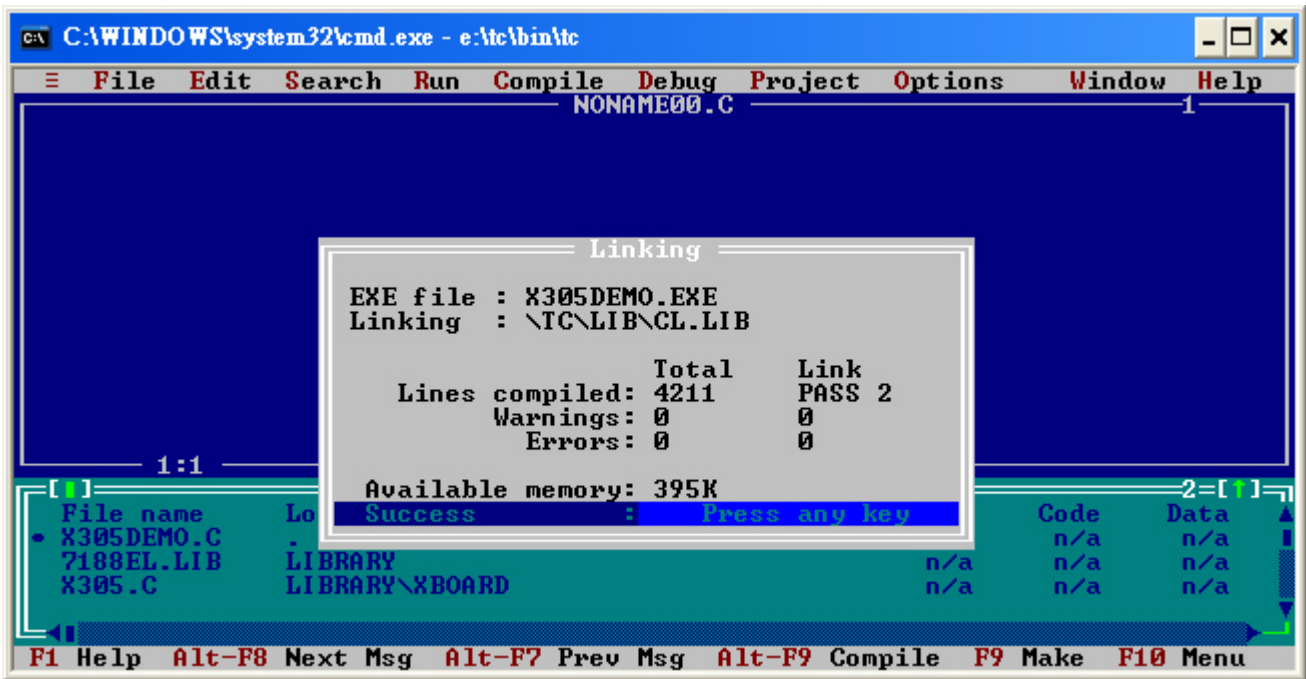 C:\WINDOWS\system32\cmd.exe - e:\tc\bin\tc
≡ File Edit Search Run Compile Debug Project Options Window Help
NONAME00.C 1
Linking
EXE file : X305DEMO.EXE
Linking : \TC\LIB\CL.LIB
Total Link
Lines compiled: 4211 PASS 2
Warnings: 0 0
Errors: 0 0
1:1
Available memory: 395K
2=[↑]
Success : Press any key
File name Lo Code Data
• X305DEMO.C . n/a n/a
7188EL.LIB LIBRARY n/a n/a n/a
X305.C LIBRARY\XBOARD n/a n/a n/a
F1 Help Alt-F8 Next Msg Alt-F7 Prev Msg Alt-F9 Compile F9 Make F10 Menu